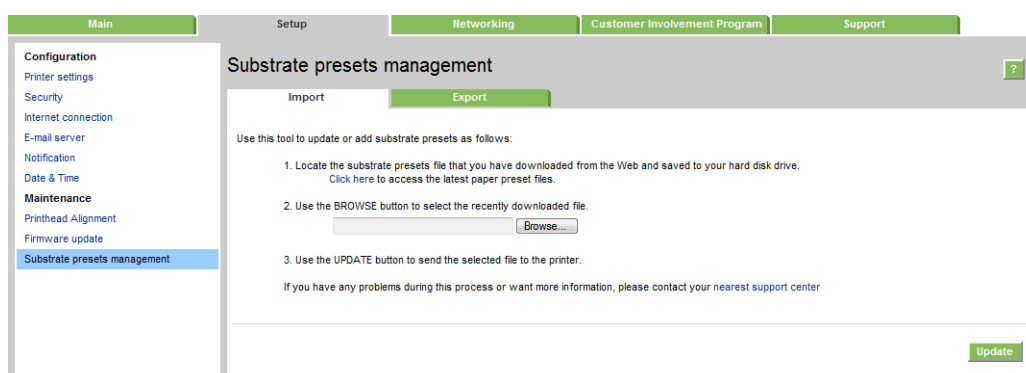 Main Setup Networking Customer Involvement Program Support
Configuration
Printer settings
Security
Internet connection
E-mail server
Notification
Date & Time
Maintenance
Printhead Alignment
Firmware update
Substrate presets management
Substrate presets management
?
Import Export
Use this tool to update or add substrate presets as follows:
1. Locate the substrate presets file that you have downloaded from the Web and saved to your hard disk drive.
Click here to access the latest paper preset files.
2. Use the BROWSE button to select the recently downloaded file.
Browse...
3. Use the UPDATE button to send the selected file to the printer.
If you have any problems during this process or want more information, please contact your nearest support center
Update